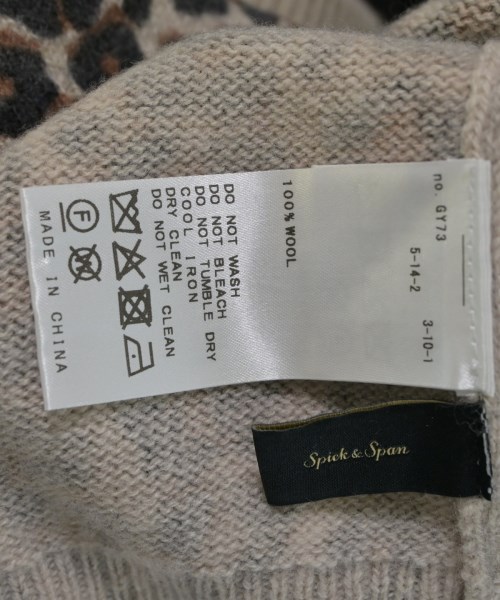 no. GY73
5-14-2
3-10-1
100% WOOL
DO NOT WASH
DO NOT BLEACH
DO NOT TUMBLE DRY
COOL IRON
DRY CLEAN
DO NOT WET CLEAN
F
MADE IN CHINA
Spick & Span